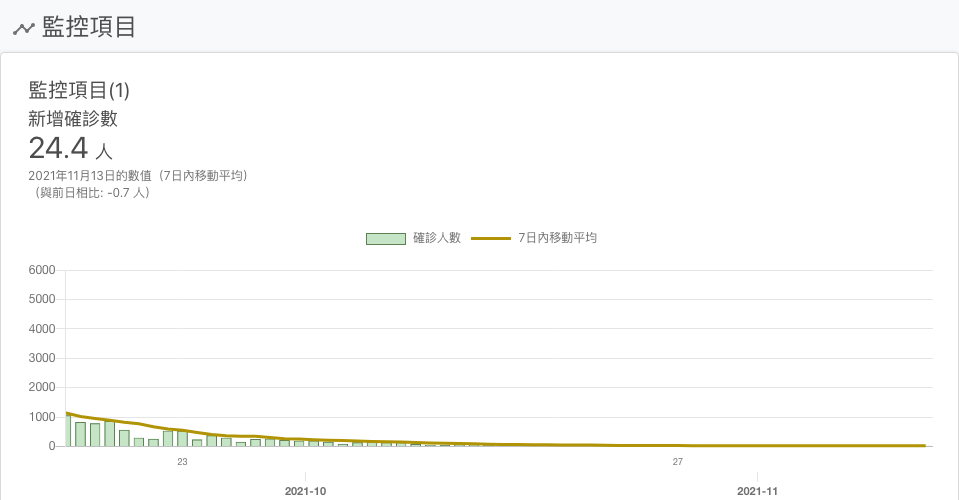 監控項目
監控項目(1)
新增確診數
24.4 人
2021年11月13日的數值（7日內移動平均）
（與前日相比: -0.7 人）
確診人數 7日內移動平均
6000
5000
4000
3000
2000
1000
0
23 27
2021-10 2021-11